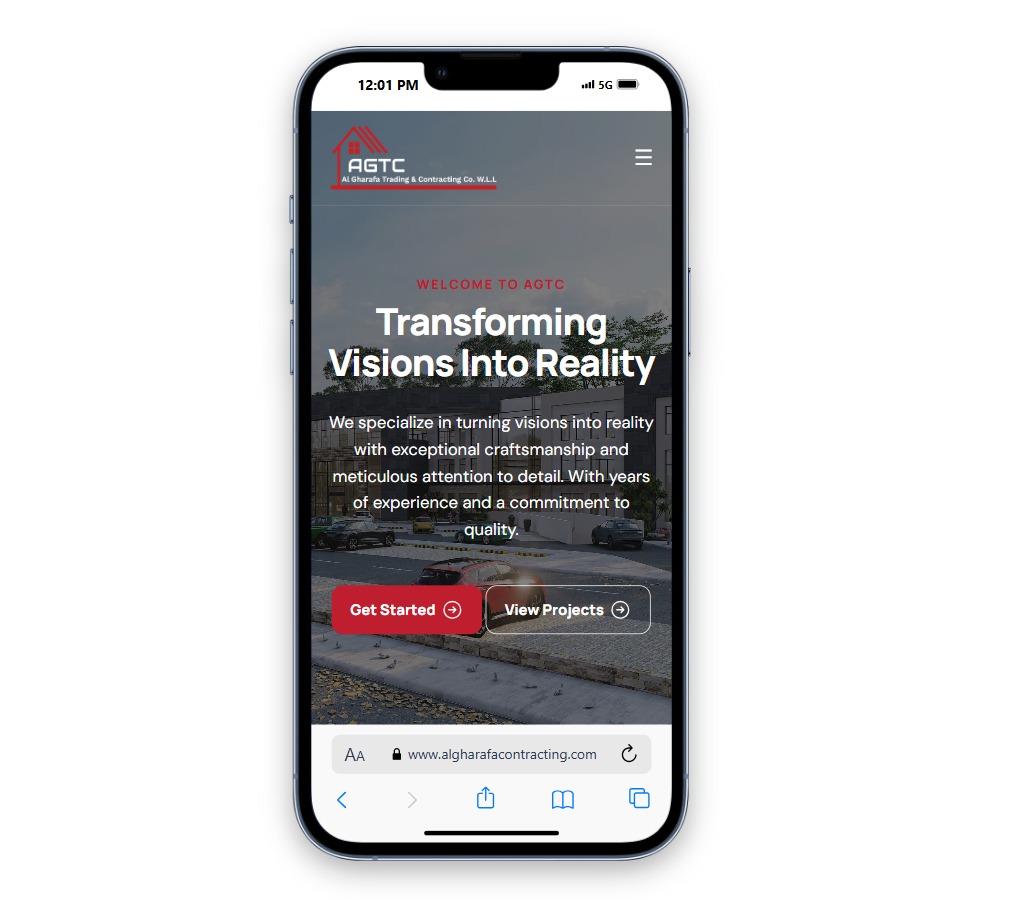 12:01 PM
5G
AGTC
Al Gharafa Trading & Contracting Co. W.L.L
WELCOME TO AGTC
Transforming
Visions Into Reality
We specialize in turning visions into reality
with exceptional craftsmanship and
meticulous attention to detail. With years
of experience and a commitment to
quality.
Get Started
View Projects
AA
www.algharafacontracting.com